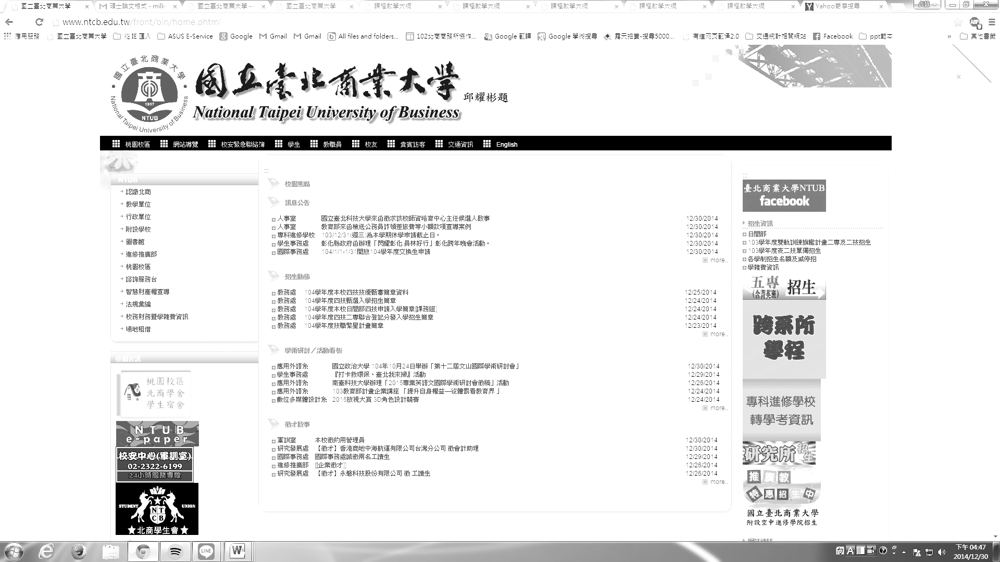 國立臺北商業大學
碩士論文格式 - milk
國立臺北商業大學 --
國立臺北商業大學
課程教學大綱
課程教學大綱
課程教學大綱
課程教學大綱
課程教學大綱
Yahoo奇摩搜尋
www.ntcb.edu.tw/front/bin/home.phtml
應用服務
國立臺北商業大學
從 IE 匯入
ASUS E-Service
Google
Gmail
Gmail
All files and folders...
102北商商務所協作...
Google 翻譯
Google 學術搜尋
露天拍賣-搜尋5000...
有道网页翻译2.0
交通統計相關網站
Facebook
ppt範本
»
其他書籤
國立臺北商業大學
National Taipei University of Business
1917
NTUB
國立臺北商業大學 邱耀彬題
National Taipei University of Business
桃園校區 網站導覽 校安緊急聯絡簿 學生 教職員 校友 貴賓訪客 交通資訊 English
:::
NTUB
認識北商
教學單位
行政單位
附設學校
圖書館
進修推廣部
桃園校區
諮詢服務台
智慧財產權宣導
法規彙編
校務財務暨學雜費資訊
場地租借
校園資訊
桃園校區
北商學舍
學生宿舍
NTUB
e-paper
校安中心(軍訓室)
02-2322-6199
24小時服務專線
STUDENT UNION
NT
CB
★北商學生會★
:::
校園焦點
訊息公告
人事室 國立臺北科技大學來函徵求該校師資培育中心主任候選人啟事 12/30/2014
人事室 教育部來函檢送公務員詐領差旅費等小額款項宣導案例 12/30/2014
專科進修學校 103/12/31(週三)為本學期休學申請截止日。 12/30/2014
學生事務處 彰化縣政府函辦理「閃耀彰化 員林好行」彰化跨年晚會活動。 12/30/2014
國際事務處 104/1/1-1/31開放104學年度交換生申請 12/30/2014
more..
招生動態
教務處 104學年度本校四技技優甄審簡章資料 12/25/2014
教務處 104學年度四技甄選入學招生簡章 12/24/2014
教務處 104學年度本校日間部四技申請入學簡章[課務組] 12/24/2014
教務處 104學年度四技二專聯合登記分發入學招生簡章 12/24/2014
教務處 104學年度技職繁星計畫簡章 12/23/2014
more..
學術研討／活動看板
應用外語系 國立政治大學 104年10月24日舉辦「第十二屆文山國際學術研討會」 12/30/2014
學生事務處 『打卡救環保、臺北我來掃』活動 12/29/2014
應用外語系 南臺科技大學辦理「2015專業英語文國際學術研討會徵稿」活動 12/26/2014
應用外語系 103教育部計畫企業講座 「提升自身權益—從體罰看教育界 」 12/24/2014
數位多媒體設計系 2015放視大賞 3D角色設計競賽 12/24/2014
more..
徵才啟事
軍訓室 本校徵約用管理員 12/30/2014
研究發展處 【徵才】香港商地中海航運有限公司台灣分公司 徵會計助理 12/30/2014
國際事務處 國際事務處誠徵兩名工讀生 12/29/2014
進修推廣部 [[企業徵才]] 12/26/2014
研究發展處 【徵才】永磐科技股份有限公司 徵 工讀生 12/26/2014
more..
:::
臺北商業大學NTUB
facebook
招生資訊
日間部
103學年度雙軌訓練旗艦計畫二專及二技招生
103學年度夜二技單獨招生
各學制招生名額及減停招
學雜費資訊
五專
(含菁英班) 招生
跨系所
學程
專科進修學校
轉學考資訊
研究所招生
推廣教
特惠招生中
國立臺北商業大學
附設空中進修學院招生
網站連結
LINE
下午 04:47
2014/12/30